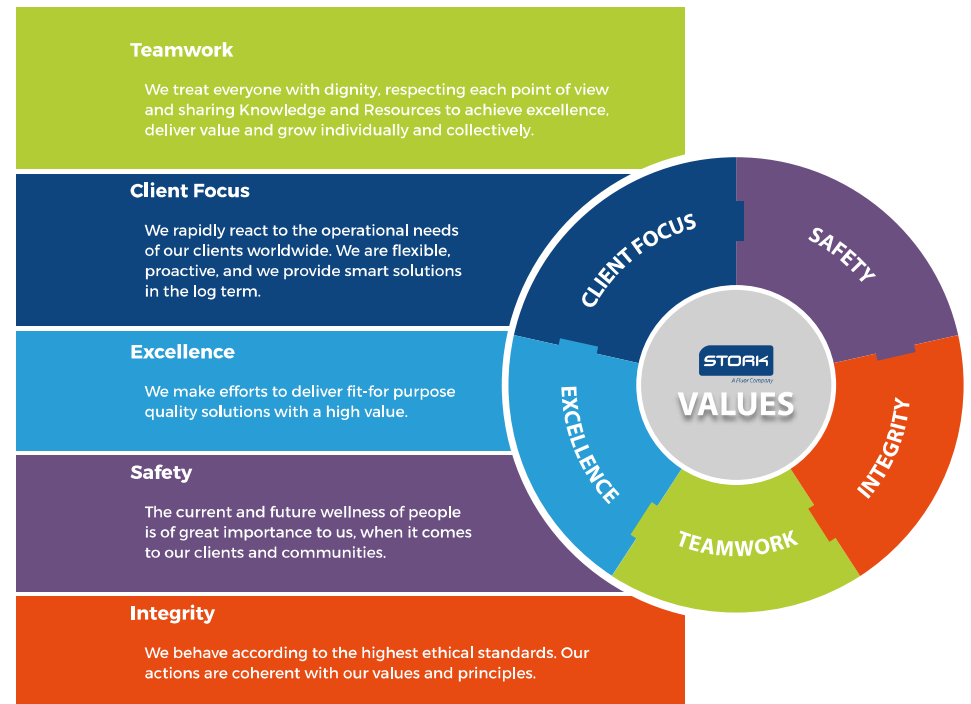 Teamwork
We treat everyone with dignity, respecting each point of view
and sharing Knowledge and Resources to achieve excellence,
deliver value and grow individually and collectively.
Client Focus
We rapidly react to the operational needs
of our clients worldwide. We are flexible,
proactive, and we provide smart solutions
in the log term.
Excellence
We make efforts to deliver fit-for purpose
quality solutions with a high value.
Safety
The current and future wellness of people
is of great importance to us, when it comes
to our clients and communities.
Integrity
We behave according to the highest ethical standards. Our
actions are coherent with our values and principles.
CLIENT FOCUS
SAFETY
INTEGRITY
TEAMWORK
EXCELLENCE
STORK
A Fluor Company
VALUES